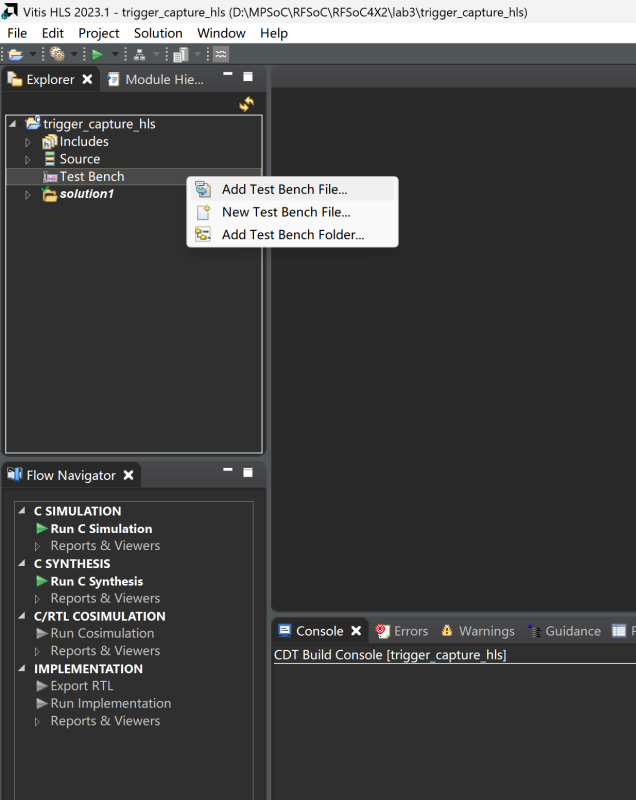 Vitis HLS 2023.1 - trigger_capture_hls (D:\MPSoC\RFSoC\RFSoC4X2\lab3\trigger_capture_hls)
File Edit Project Solution Window Help
Explorer Module Hie...
trigger_capture_hls
Includes
Source
Test Bench
solution1
Add Test Bench File...
New Test Bench File...
Add Test Bench Folder...
Flow Navigator
C SIMULATION
Run C Simulation
Reports & Viewers
C SYNTHESIS
Run C Synthesis
Reports & Viewers
C/RTL COSIMULATION
Run Cosimulation
Reports & Viewers
IMPLEMENTATION
Export RTL
Run Implementation
Reports & Viewers
Console Errors Warnings Guidance
CDT Build Console [trigger_capture_hls]